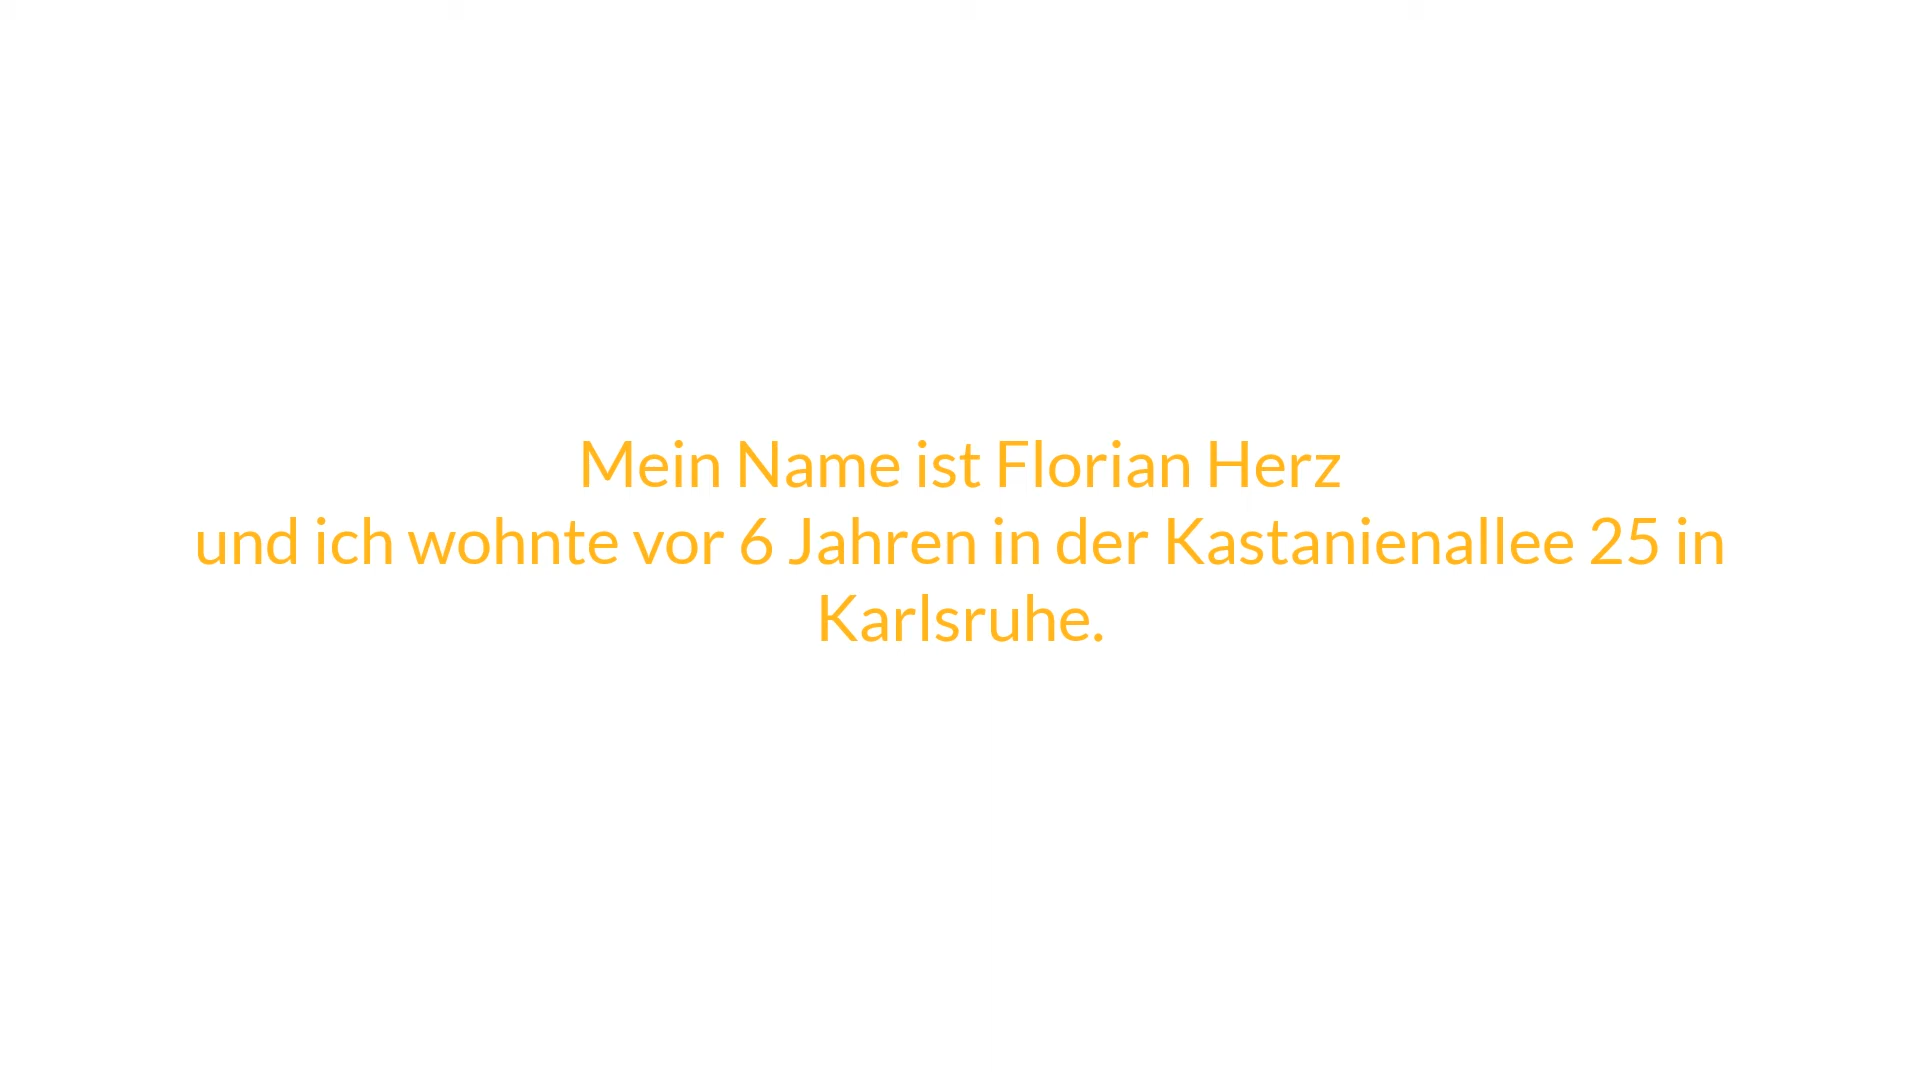 Mein Name ist Florian Herz
und ich wohnte vor 6 Jahren in der Kastanienallee 25 in
Karlsruhe.